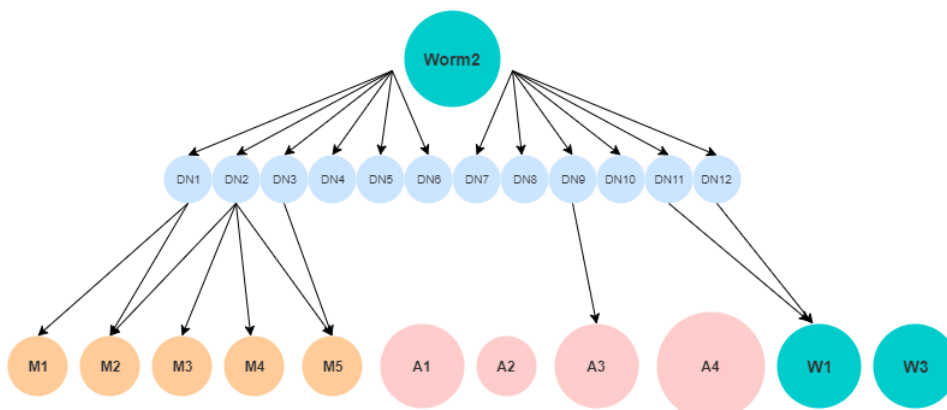 Worm2
DN1 DN2 DN3 DN4 DN5 DN6 DN7 DN8 DN9 DN10 DN11 DN12
M1 M2 M3 M4 M5 A1 A2 A3 A4 W1 W3